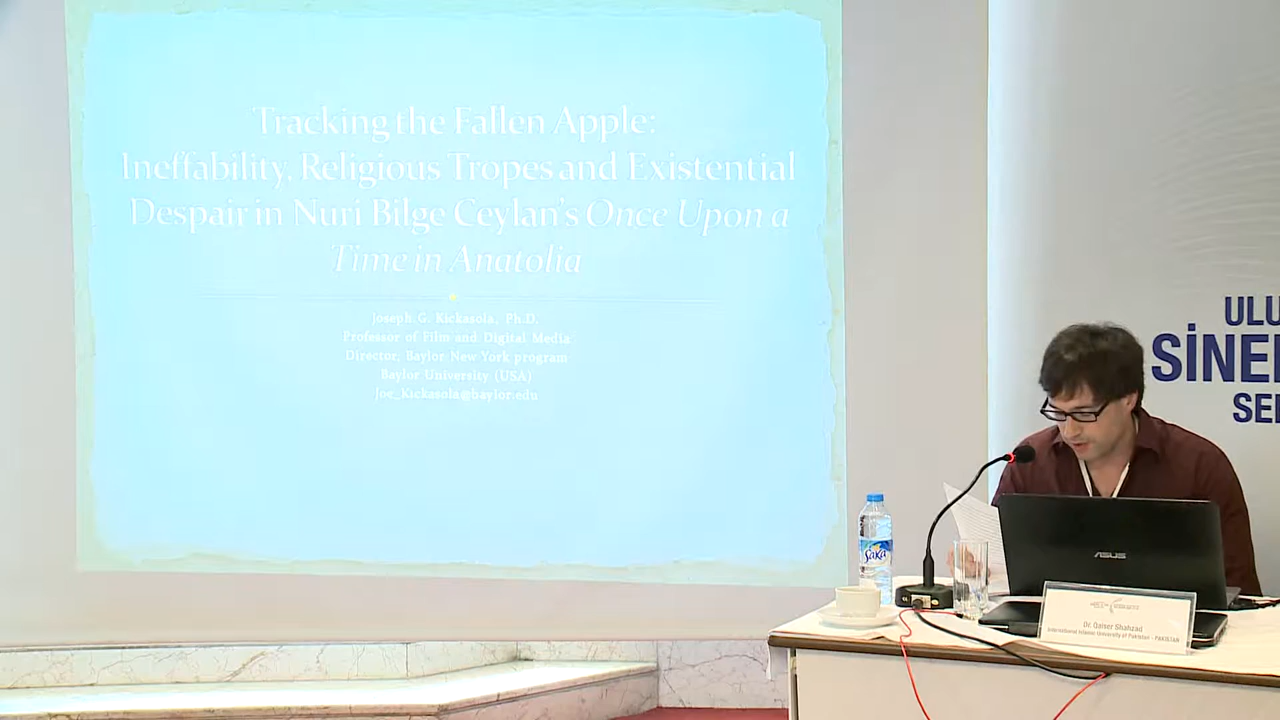 Tracking the Fallen Apple:
Ineffability, Religious Tropes and Existential
Despair in Nuri Bilge Ceylan's Once Upon a
Time in Anatolia
Joseph G. Kickasola, Ph.D.
Professor of Film and Digital Media
Director, Baylor New York program
Baylor University (USA)
Joe_Kickasola@baylor.edu
ULU
SİNE
SE
Saka
ASUS
Dr. Qaiser Shahzad
International Islamic University of Pakistan - PAKISTAN